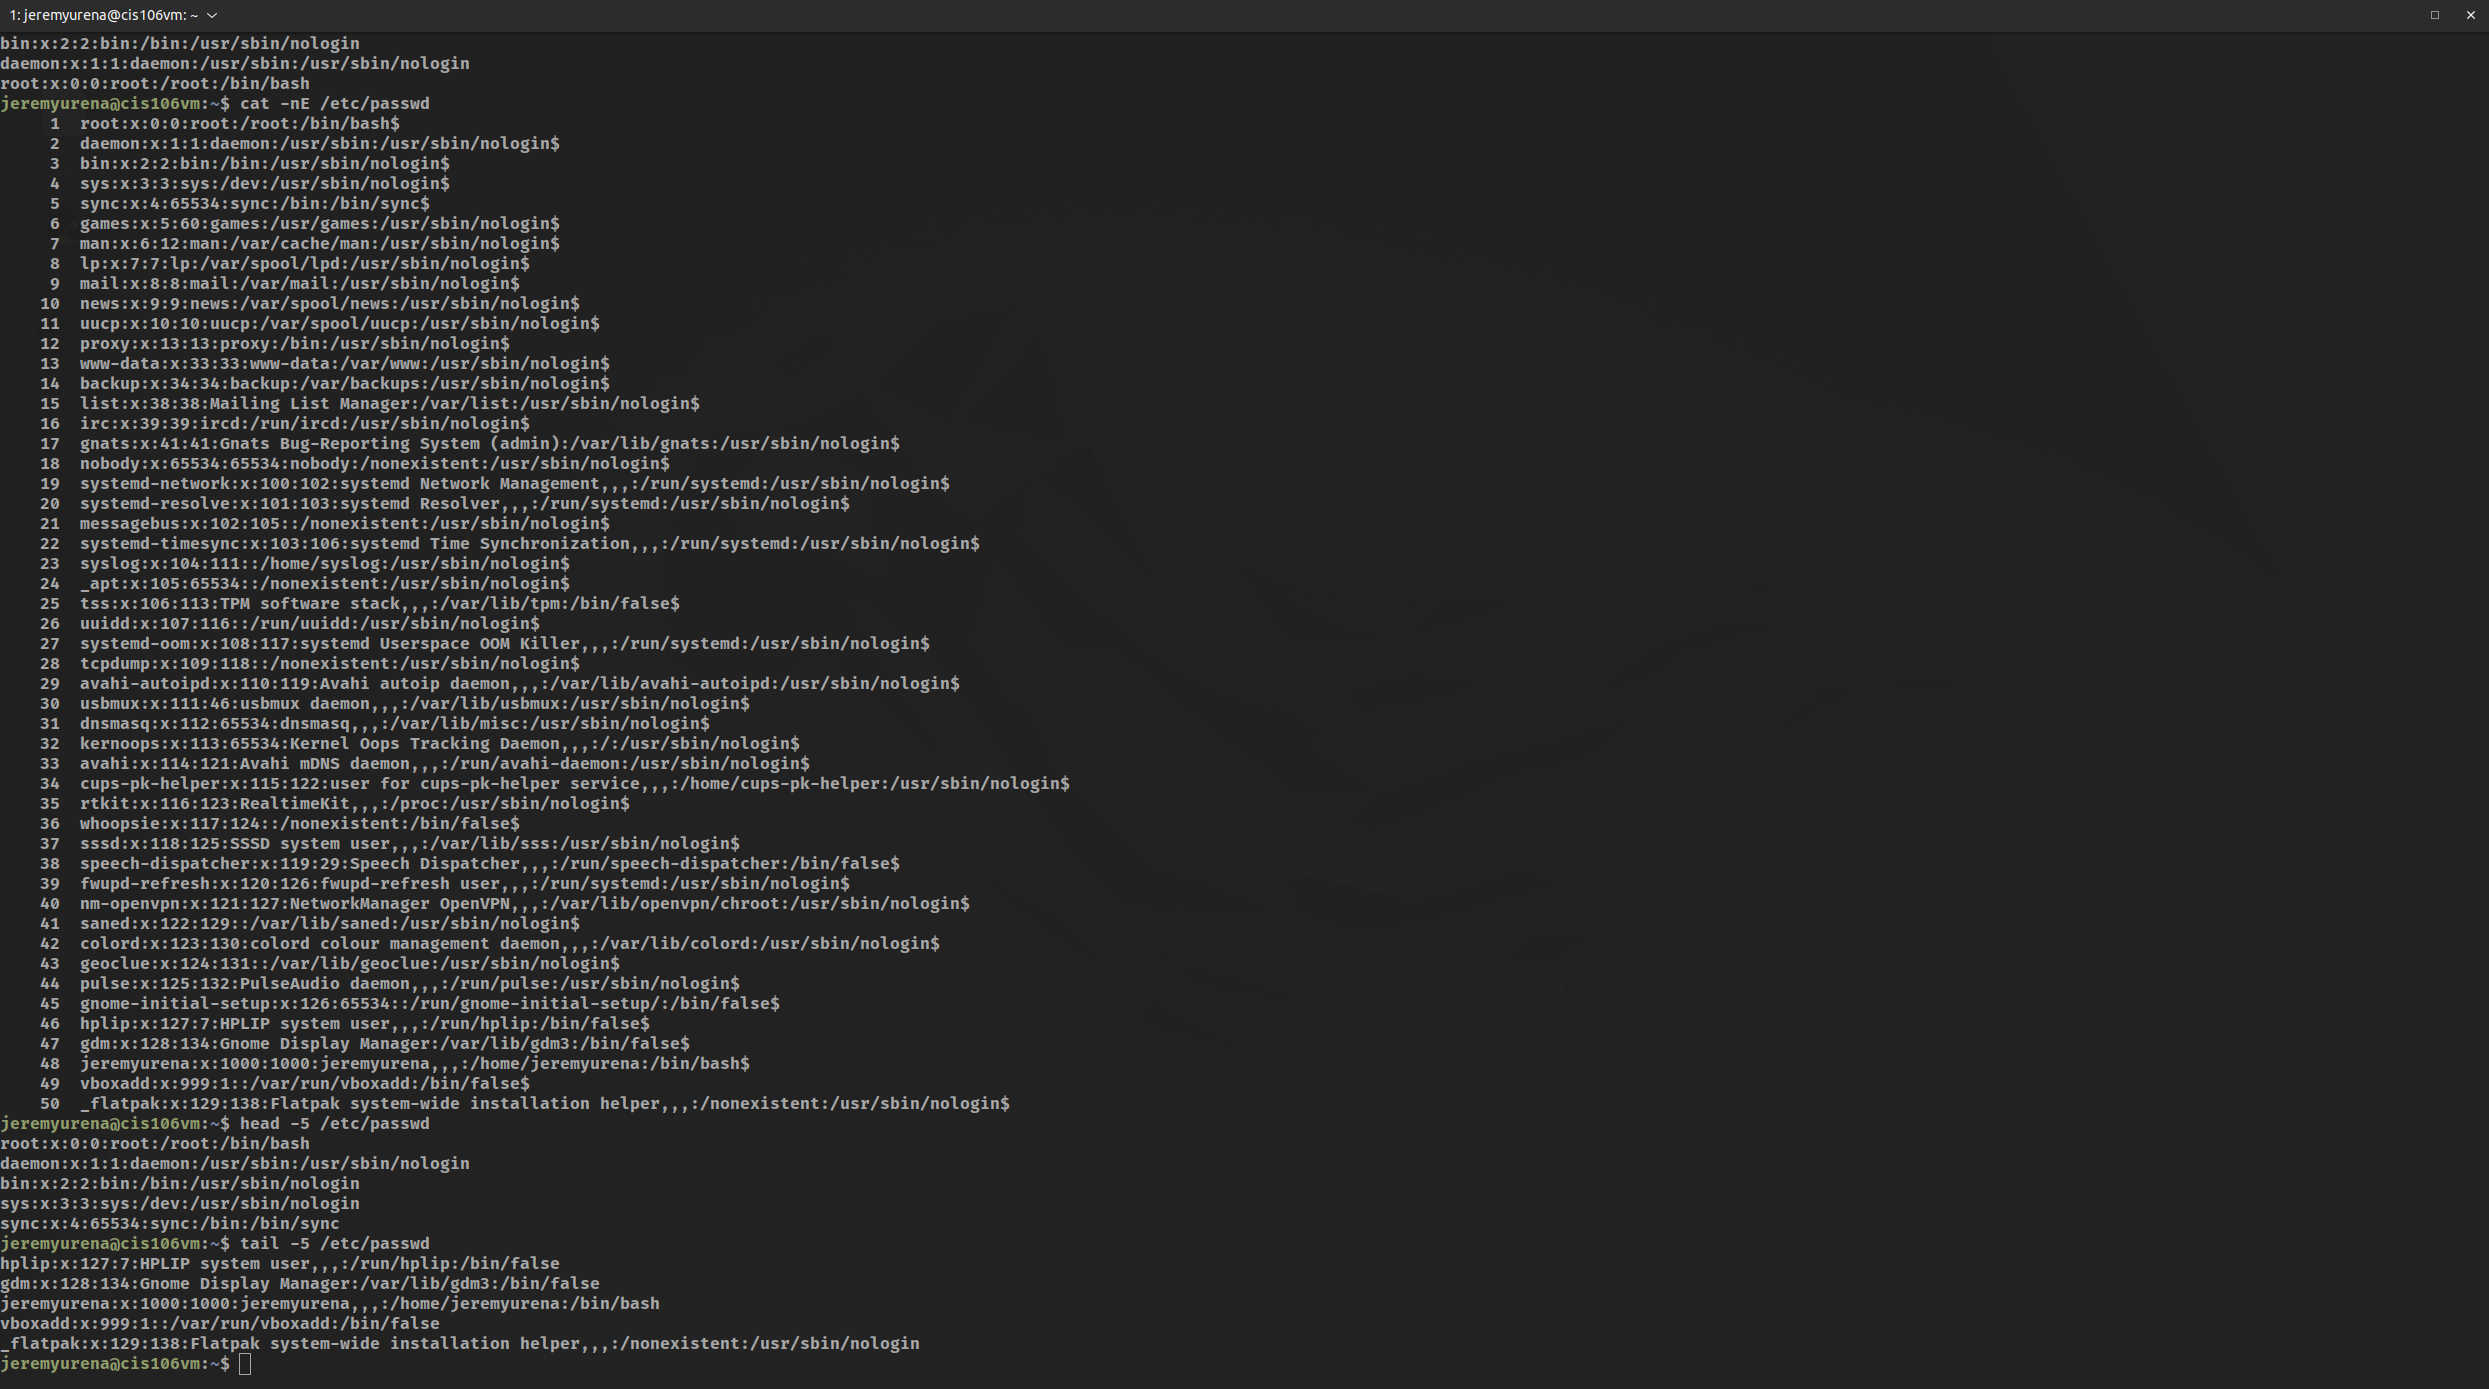 1: jeremyurena@cis106vm: ~
bin:x:2:2:bin:/bin:/usr/sbin/nologin
daemon:x:1:1:daemon:/usr/sbin:/usr/sbin/nologin
root:x:0:0:root:/root:/bin/bash
jeremyurena@cis106vm:~$ cat -nE /etc/passwd
     1  root:x:0:0:root:/root:/bin/bash$
     2  daemon:x:1:1:daemon:/usr/sbin:/usr/sbin/nologin$
     3  bin:x:2:2:bin:/bin:/usr/sbin/nologin$
     4  sys:x:3:3:sys:/dev:/usr/sbin/nologin$
     5  sync:x:4:65534:sync:/bin:/bin/sync$
     6  games:x:5:60:games:/usr/games:/usr/sbin/nologin$
     7  man:x:6:12:man:/var/cache/man:/usr/sbin/nologin$
     8  lp:x:7:7:lp:/var/spool/lpd:/usr/sbin/nologin$
     9  mail:x:8:8:mail:/var/mail:/usr/sbin/nologin$
    10  news:x:9:9:news:/var/spool/news:/usr/sbin/nologin$
    11  uucp:x:10:10:uucp:/var/spool/uucp:/usr/sbin/nologin$
    12  proxy:x:13:13:proxy:/bin:/usr/sbin/nologin$
    13  www-data:x:33:33:www-data:/var/www:/usr/sbin/nologin$
    14  backup:x:34:34:backup:/var/backups:/usr/sbin/nologin$
    15  list:x:38:38:Mailing List Manager:/var/list:/usr/sbin/nologin$
    16  irc:x:39:39:ircd:/run/ircd:/usr/sbin/nologin$
    17  gnats:x:41:41:Gnats Bug-Reporting System (admin):/var/lib/gnats:/usr/sbin/nologin$
    18  nobody:x:65534:65534:nobody:/nonexistent:/usr/sbin/nologin$
    19  systemd-network:x:100:102:systemd Network Management,,,:/run/systemd:/usr/sbin/nologin$
    20  systemd-resolve:x:101:103:systemd Resolver,,,:/run/systemd:/usr/sbin/nologin$
    21  messagebus:x:102:105::/nonexistent:/usr/sbin/nologin$
    22  systemd-timesync:x:103:106:systemd Time Synchronization,,,:/run/systemd:/usr/sbin/nologin$
    23  syslog:x:104:111::/home/syslog:/usr/sbin/nologin$
    24  _apt:x:105:65534::/nonexistent:/usr/sbin/nologin$
    25  tss:x:106:113:TPM software stack,,,:/var/lib/tpm:/bin/false$
    26  uuidd:x:107:116::/run/uuidd:/usr/sbin/nologin$
    27  systemd-oom:x:108:117:systemd Userspace OOM Killer,,,:/run/systemd:/usr/sbin/nologin$
    28  tcpdump:x:109:118::/nonexistent:/usr/sbin/nologin$
    29  avahi-autoipd:x:110:119:Avahi autoip daemon,,,:/var/lib/avahi-autoipd:/usr/sbin/nologin$
    30  usbmux:x:111:46:usbmux daemon,,,:/var/lib/usbmux:/usr/sbin/nologin$
    31  dnsmasq:x:112:65534:dnsmasq,,,:/var/lib/misc:/usr/sbin/nologin$
    32  kernoops:x:113:65534:Kernel Oops Tracking Daemon,,,:/:/usr/sbin/nologin$
    33  avahi:x:114:121:Avahi mDNS daemon,,,:/run/avahi-daemon:/usr/sbin/nologin$
    34  cups-pk-helper:x:115:122:user for cups-pk-helper service,,,:/home/cups-pk-helper:/usr/sbin/nologin$
    35  rtkit:x:116:123:RealtimeKit,,,:/proc:/usr/sbin/nologin$
    36  whoopsie:x:117:124::/nonexistent:/bin/false$
    37  sssd:x:118:125:SSSD system user,,,:/var/lib/sss:/usr/sbin/nologin$
    38  speech-dispatcher:x:119:29:Speech Dispatcher,,,:/run/speech-dispatcher:/bin/false$
    39  fwupd-refresh:x:120:126:fwupd-refresh user,,,:/run/systemd:/usr/sbin/nologin$
    40  nm-openvpn:x:121:127:NetworkManager OpenVPN,,,:/var/lib/openvpn/chroot:/usr/sbin/nologin$
    41  saned:x:122:129::/var/lib/saned:/usr/sbin/nologin$
    42  colord:x:123:130:colord colour management daemon,,,:/var/lib/colord:/usr/sbin/nologin$
    43  geoclue:x:124:131::/var/lib/geoclue:/usr/sbin/nologin$
    44  pulse:x:125:132:PulseAudio daemon,,,:/run/pulse:/usr/sbin/nologin$
    45  gnome-initial-setup:x:126:65534::/run/gnome-initial-setup/:/bin/false$
    46  hplip:x:127:7:HPLIP system user,,,:/run/hplip:/bin/false$
    47  gdm:x:128:134:Gnome Display Manager:/var/lib/gdm3:/bin/false$
    48  jeremyurena:x:1000:1000:jeremyurena,,,:/home/jeremyurena:/bin/bash$
    49  vboxadd:x:999:1::/var/run/vboxadd:/bin/false$
    50  _flatpak:x:129:138:Flatpak system-wide installation helper,,,:/nonexistent:/usr/sbin/nologin$
jeremyurena@cis106vm:~$ head -5 /etc/passwd
root:x:0:0:root:/root:/bin/bash
daemon:x:1:1:daemon:/usr/sbin:/usr/sbin/nologin
bin:x:2:2:bin:/bin:/usr/sbin/nologin
sys:x:3:3:sys:/dev:/usr/sbin/nologin
sync:x:4:65534:sync:/bin:/bin/sync
jeremyurena@cis106vm:~$ tail -5 /etc/passwd
hplip:x:127:7:HPLIP system user,,,:/run/hplip:/bin/false
gdm:x:128:134:Gnome Display Manager:/var/lib/gdm3:/bin/false
jeremyurena:x:1000:1000:jeremyurena,,,:/home/jeremyurena:/bin/bash
vboxadd:x:999:1::/var/run/vboxadd:/bin/false
_flatpak:x:129:138:Flatpak system-wide installation helper,,,:/nonexistent:/usr/sbin/nologin
jeremyurena@cis106vm:~$